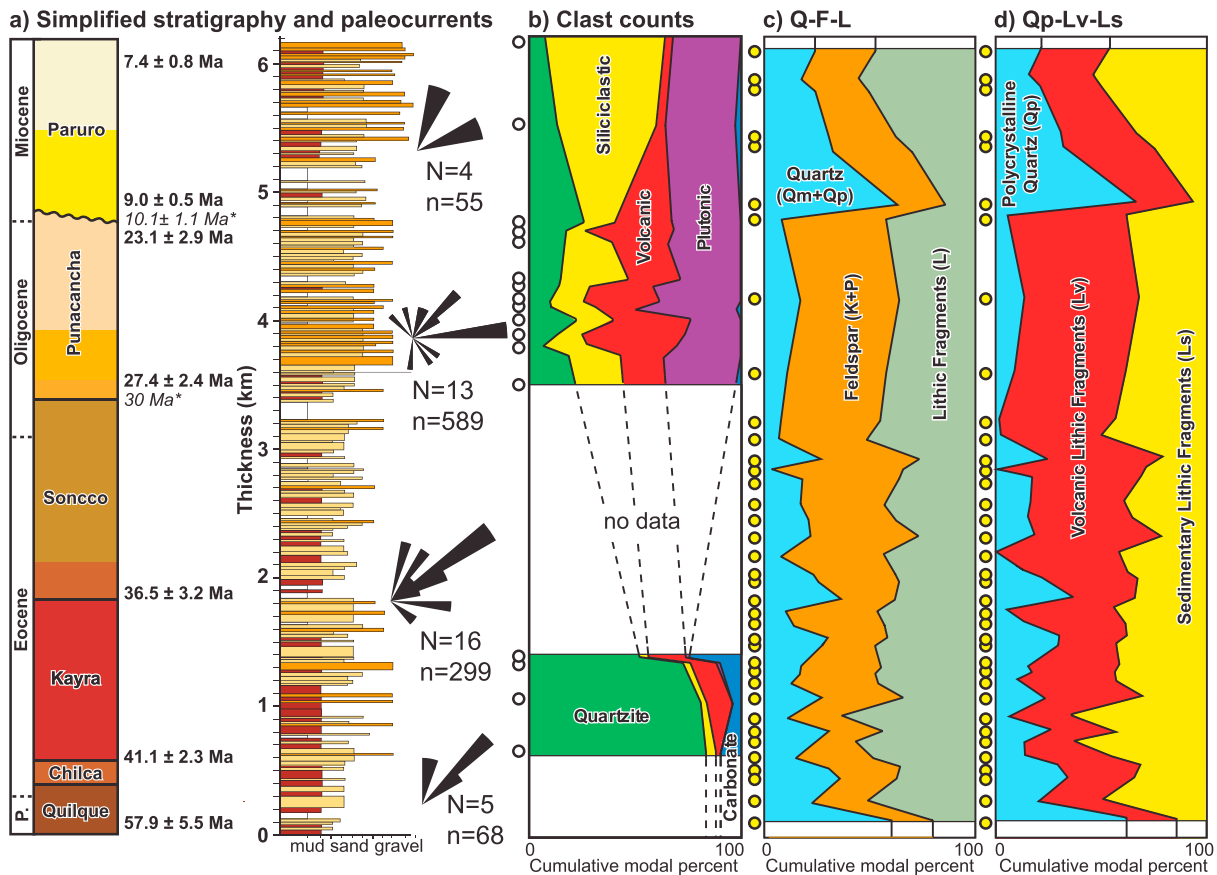 a) Simplified stratigraphy and paleocurrents
b) Clast counts
c) Q-F-L
d) Qp-Lv-Ls
Miocene
Oligocene
Eocene
P.
Paruro
Punacancha
Soncco
Kayra
Chilca
Quilque
7.4 ± 0.8 Ma
9.0 ± 0.5 Ma
10.1± 1.1 Ma*
23.1 ± 2.9 Ma
27.4 ± 2.4 Ma
30 Ma*
36.5 ± 3.2 Ma
41.1 ± 2.3 Ma
57.9 ± 5.5 Ma
Thickness (km)
6
5
4
3
2
1
0
mud sand gravel
N=4
n=55
N=13
n=589
N=16
n=299
N=5
n=68
Siliciclastic
Volcanic
Plutonic
no data
Quartzite
Carbonate
0
100
Cumulative modal percent
Quartz
(Qm+Qp)
Feldspar (K+P)
Lithic Fragments (L)
0
100
Cumulative modal percent
Polycrystalline
Quartz (Qp)
Volcanic Lithic Fragments (Lv)
Sedimentary Lithic Fragments (Ls)
0
100
Cumulative modal percent